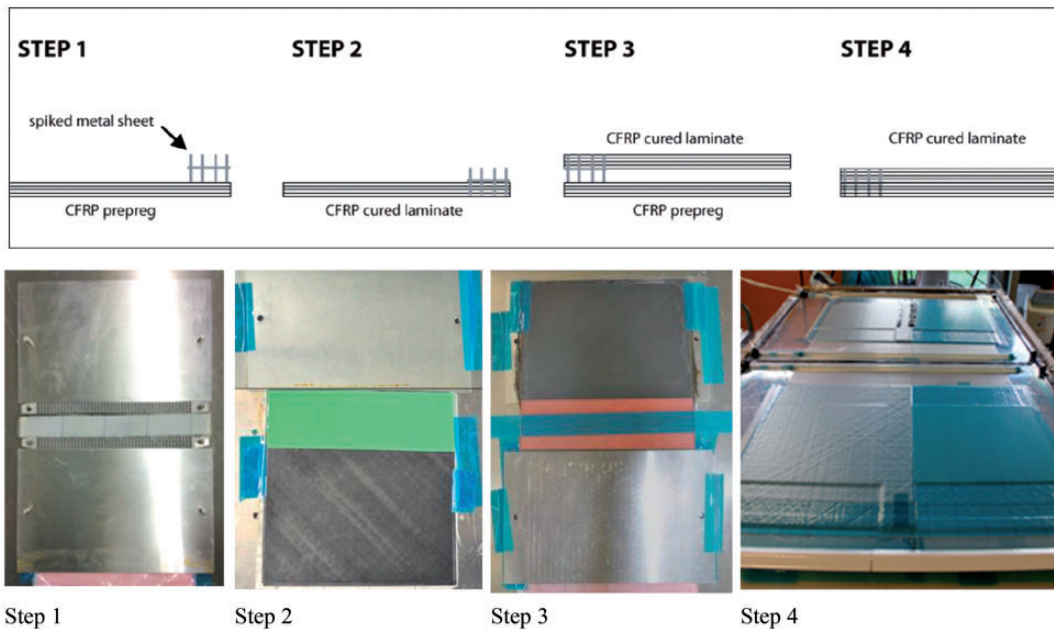 STEP 1
STEP 2
STEP 3
STEP 4
spiked metal sheet
CFRP prepreg
CFRP cured laminate
CFRP cured laminate
CFRP prepreg
CFRP cured laminate
Step 1
Step 2
Step 3
Step 4